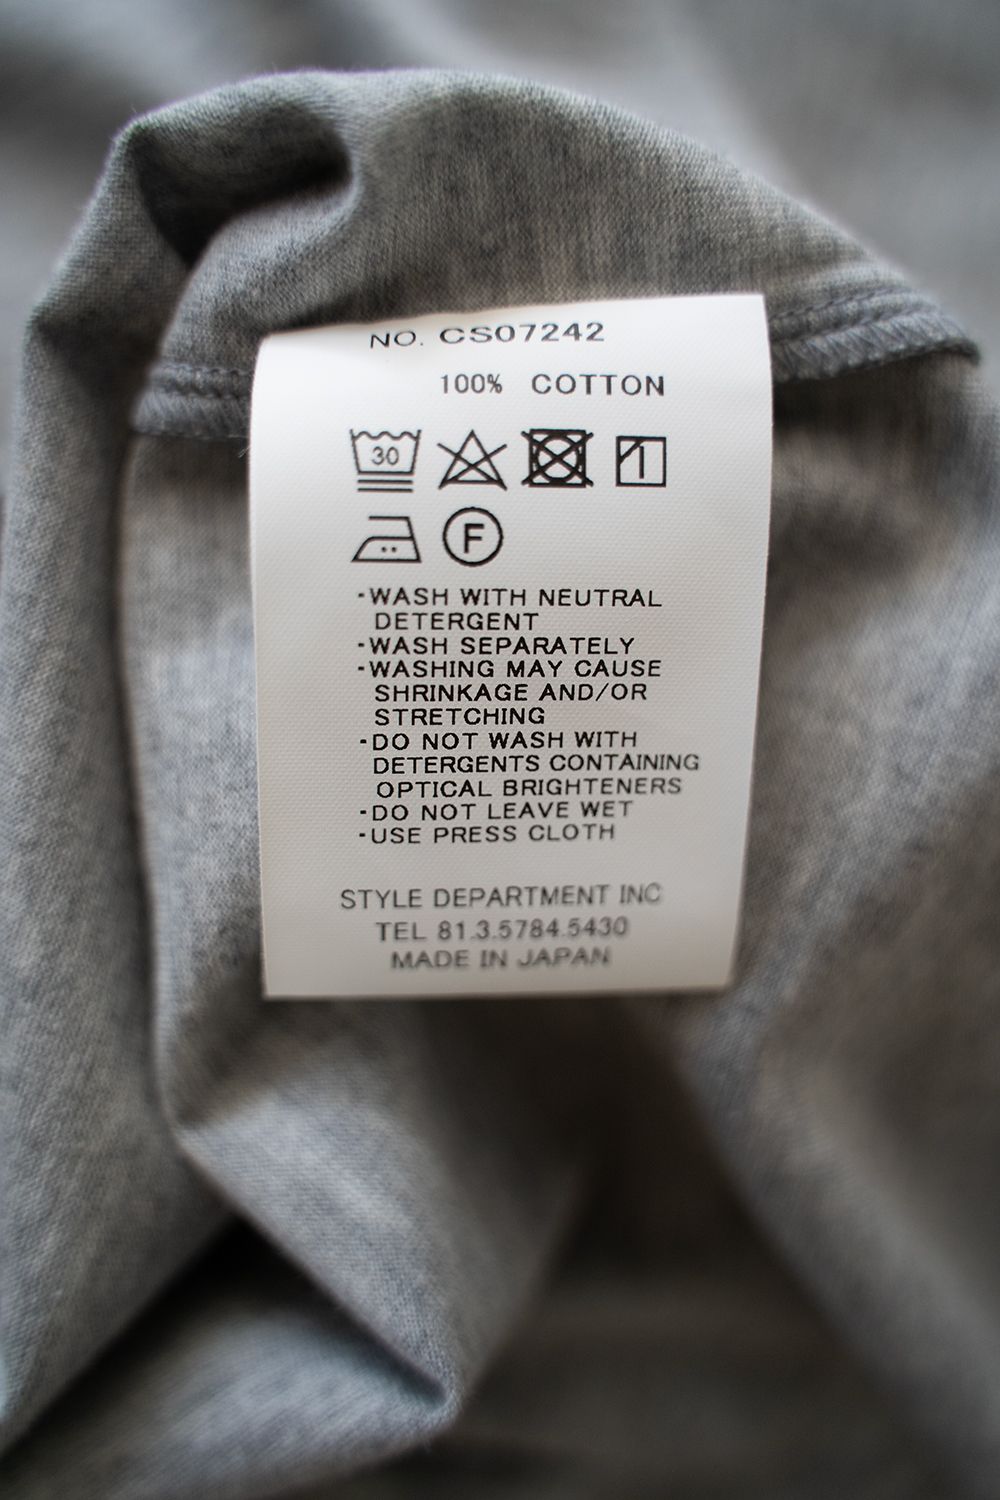 NO. CS07242
100% COTTON
30
F
-WASH WITH NEUTRAL
DETERGENT
-WASH SEPARATELY
-WASHING MAY CAUSE
SHRINKAGE AND/OR
STRETCHING
-DO NOT WASH WITH
DETERGENTS CONTAINING
OPTICAL BRIGHTENERS
-DO NOT LEAVE WET
-USE PRESS CLOTH
STYLE DEPARTMENT INC
TEL 81.3.5784.5430
MADE IN JAPAN